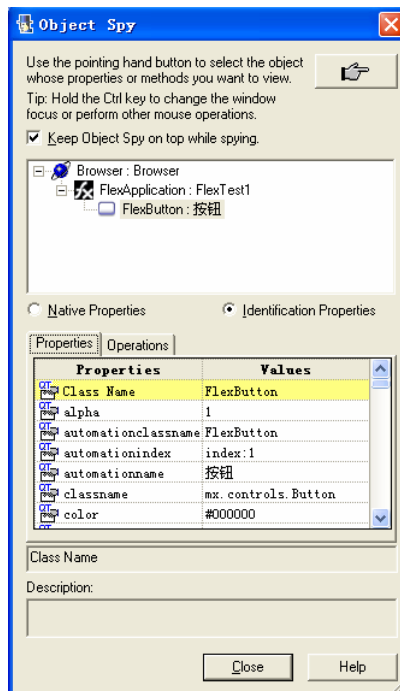 Object Spy
Use the pointing hand button to select the object
whose properties or methods you want to view.
Tip: Hold the Ctrl key to change the window
focus or perform other mouse operations.
Keep Object Spy on top while spying.
Browser : Browser
FlexApplication : FlexTest1
FlexButton : 按钮
Native Properties Identification Properties
Properties Operations
Properties Values
Class Name FlexButton
alpha 1
automationclassname FlexButton
automationindex index:1
automationname 按钮
classname mx.controls.Button
color #000000
Class Name
Description:
Close Help